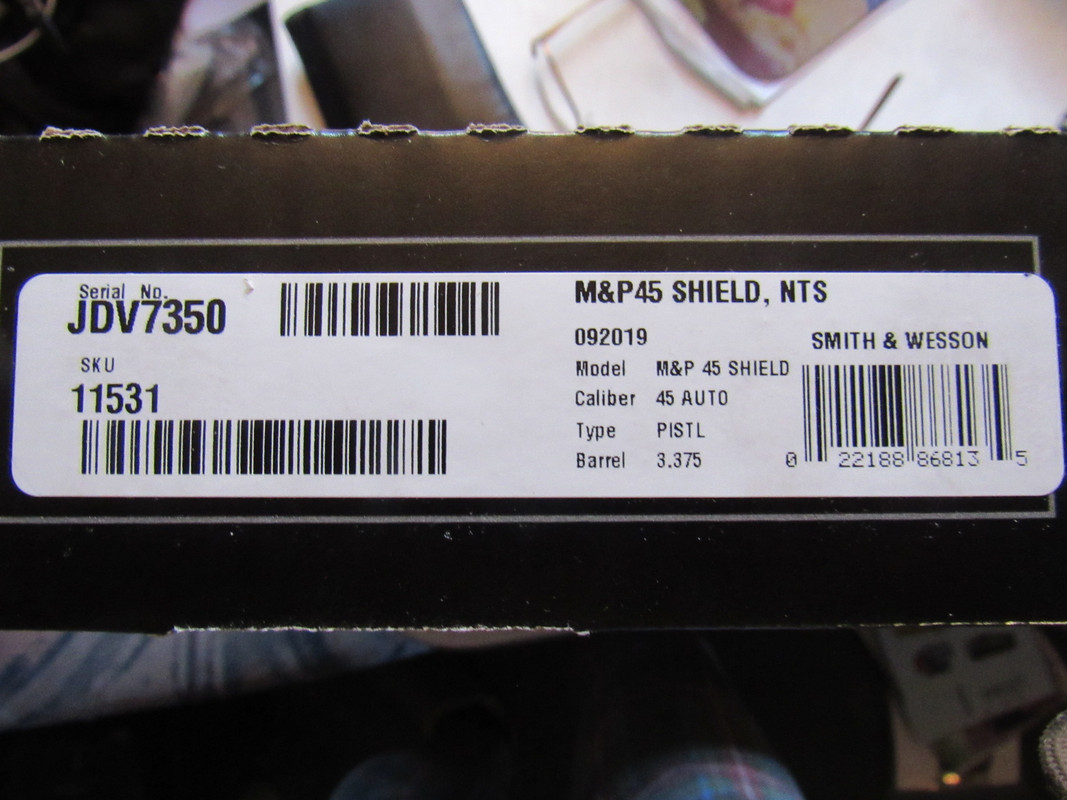 Serial No.
JDV7350
SKU
11531
M&P45 SHIELD, NTS
092019
Model M&P 45 SHIELD
Caliber 45 AUTO
Type PISTL
Barrel 3.375
SMITH & WESSON
0 22188 86813 5